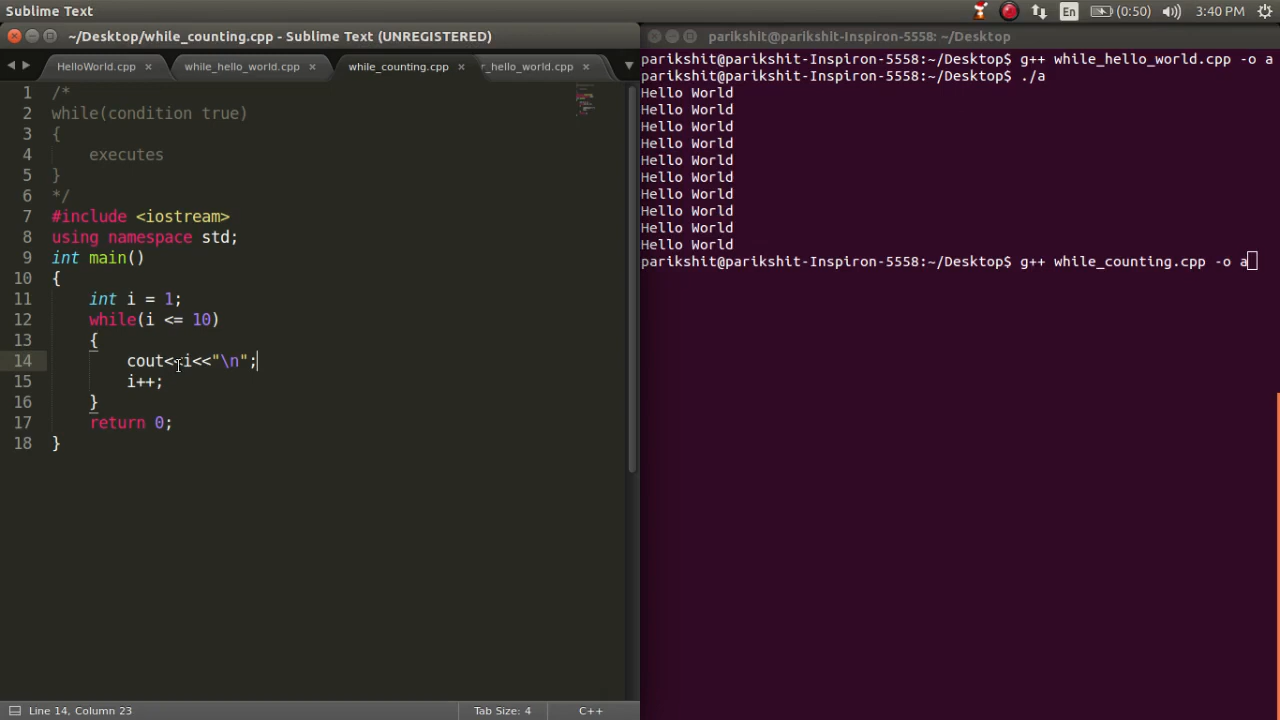 Sublime Text
En
(0:50)
3:40 PM
~/Desktop/while_counting.cpp - Sublime Text (UNREGISTERED)
parikshit@parikshit-Inspiron-5558: ~/Desktop
HelloWorld.cpp ×
while_hello_world.cpp ×
while_counting.cpp ×
r_hello_world.cpp ×
1 /*
2 while(condition true)
3 {
4     executes
5 }
6 */
7 #include <iostream>
8 using namespace std;
9 int main()
10 {
11     int i = 1;
12     while(i <= 10)
13     {
14         cout<<i<<"\n";
15         i++;
16     }
17     return 0;
18 }
Line 14, Column 23
Tab Size: 4
C++
parikshit@parikshit-Inspiron-5558:~/Desktop$ g++ while_hello_world.cpp -o a
parikshit@parikshit-Inspiron-5558:~/Desktop$ ./a
Hello World
Hello World
Hello World
Hello World
Hello World
Hello World
Hello World
Hello World
Hello World
Hello World
parikshit@parikshit-Inspiron-5558:~/Desktop$ g++ while_counting.cpp -o a